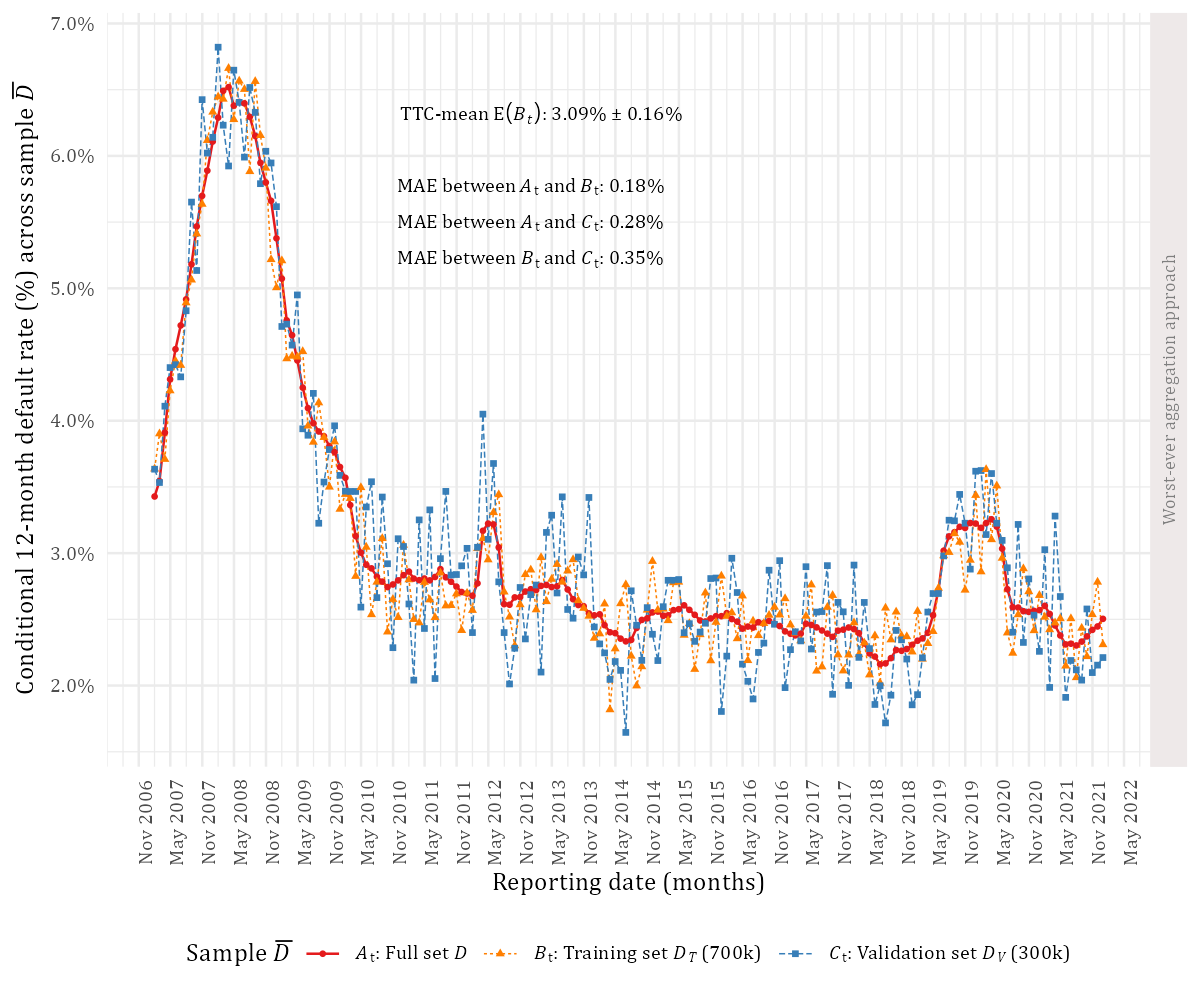 Conditional 12-month default rate (%) across sample D̅
7.0%
6.0%
5.0%
4.0%
3.0%
2.0%
TTC-mean E(Bt): 3.09% ± 0.16%
MAE between At and Bt: 0.18%
MAE between At and Ct: 0.28%
MAE between Bt and Ct: 0.35%
Worst-ever aggregation approach
Nov 2006
May 2007
Nov 2007
May 2008
Nov 2008
May 2009
Nov 2009
May 2010
Nov 2010
May 2011
Nov 2011
May 2012
Nov 2012
May 2013
Nov 2013
May 2014
Nov 2014
May 2015
Nov 2015
May 2016
Nov 2016
May 2017
Nov 2017
May 2018
Nov 2018
May 2019
Nov 2019
May 2020
Nov 2020
May 2021
Nov 2021
May 2022
Reporting date (months)
Sample D̅ At: Full set D Bt: Training set DT (700k) Ct: Validation set DV (300k)